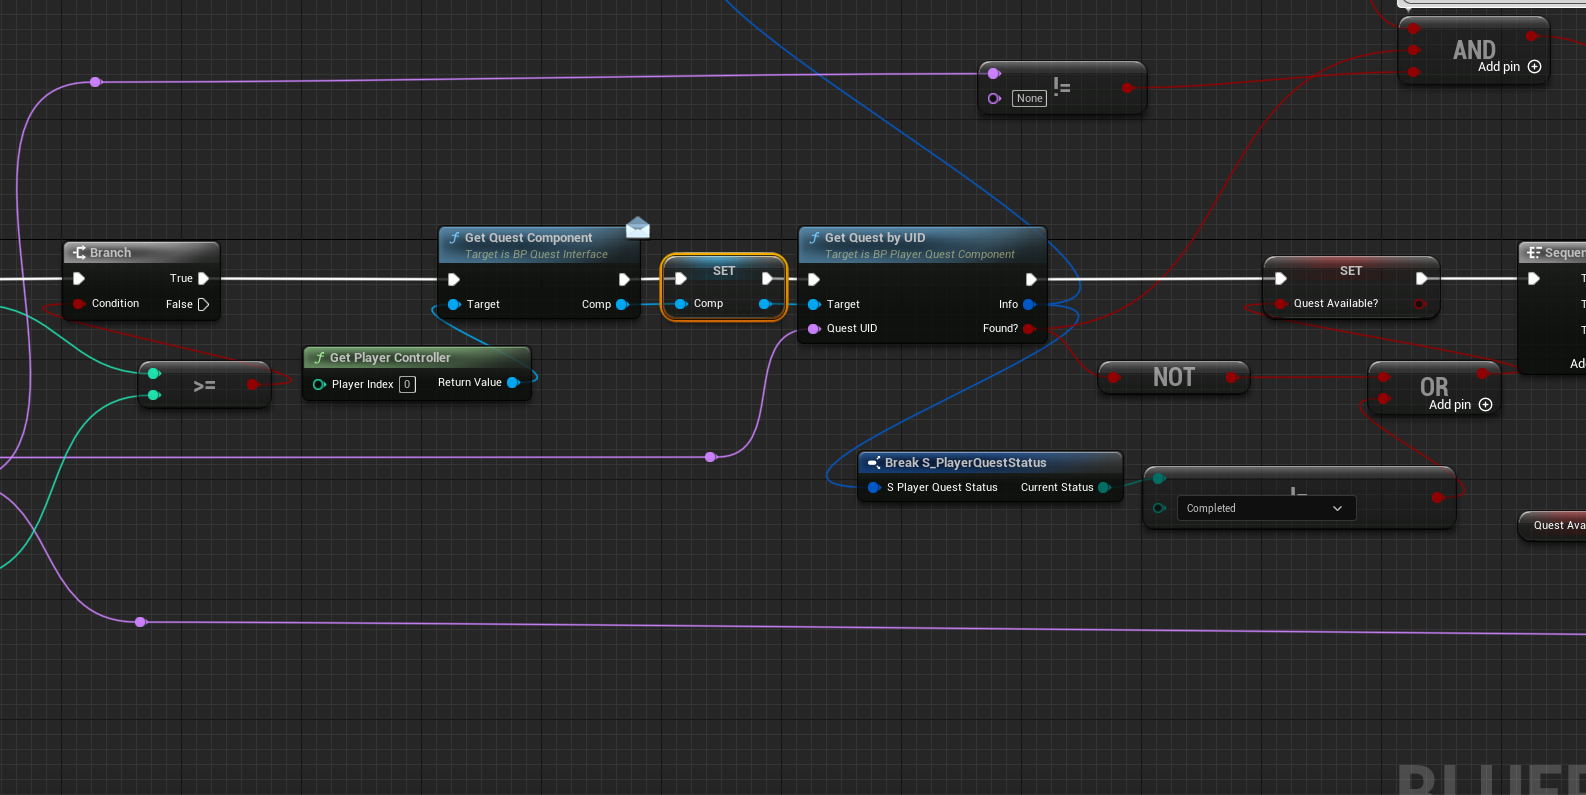 AND
Add pin
!=
None
Branch
True
Condition
False
>=
Get Player Controller
Player Index
0
Return Value
Get Quest Component
Target is BP Quest Interface
Target
Comp
SET
Comp
Get Quest by UID
Target is BP Player Quest Component
Target
Info
Quest UID
Found?
SET
Quest Available?
Sequen
T
T
T
Ad
NOT
OR
Add pin
Break S_PlayerQuestStatus
S Player Quest Status
Current Status
Completed
Quest Ava